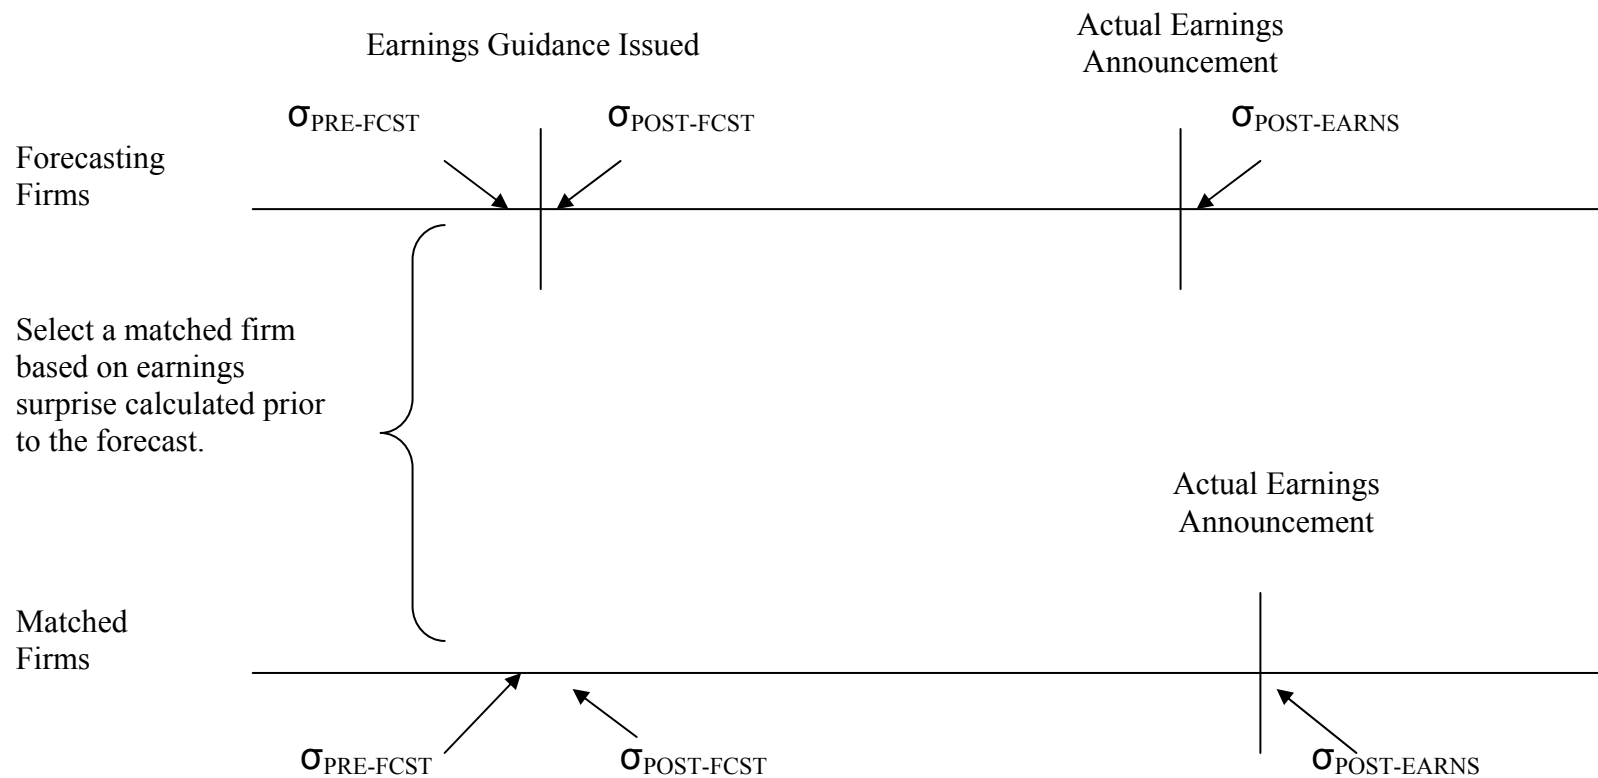 Earnings Guidance Issued
Actual Earnings
Announcement
σPRE-FCST
σPOST-FCST
σPOST-EARNS
Forecasting
Firms
Select a matched firm
based on earnings
surprise calculated prior
to the forecast.
Actual Earnings
Announcement
Matched
Firms
σPRE-FCST
σPOST-FCST
σPOST-EARNS